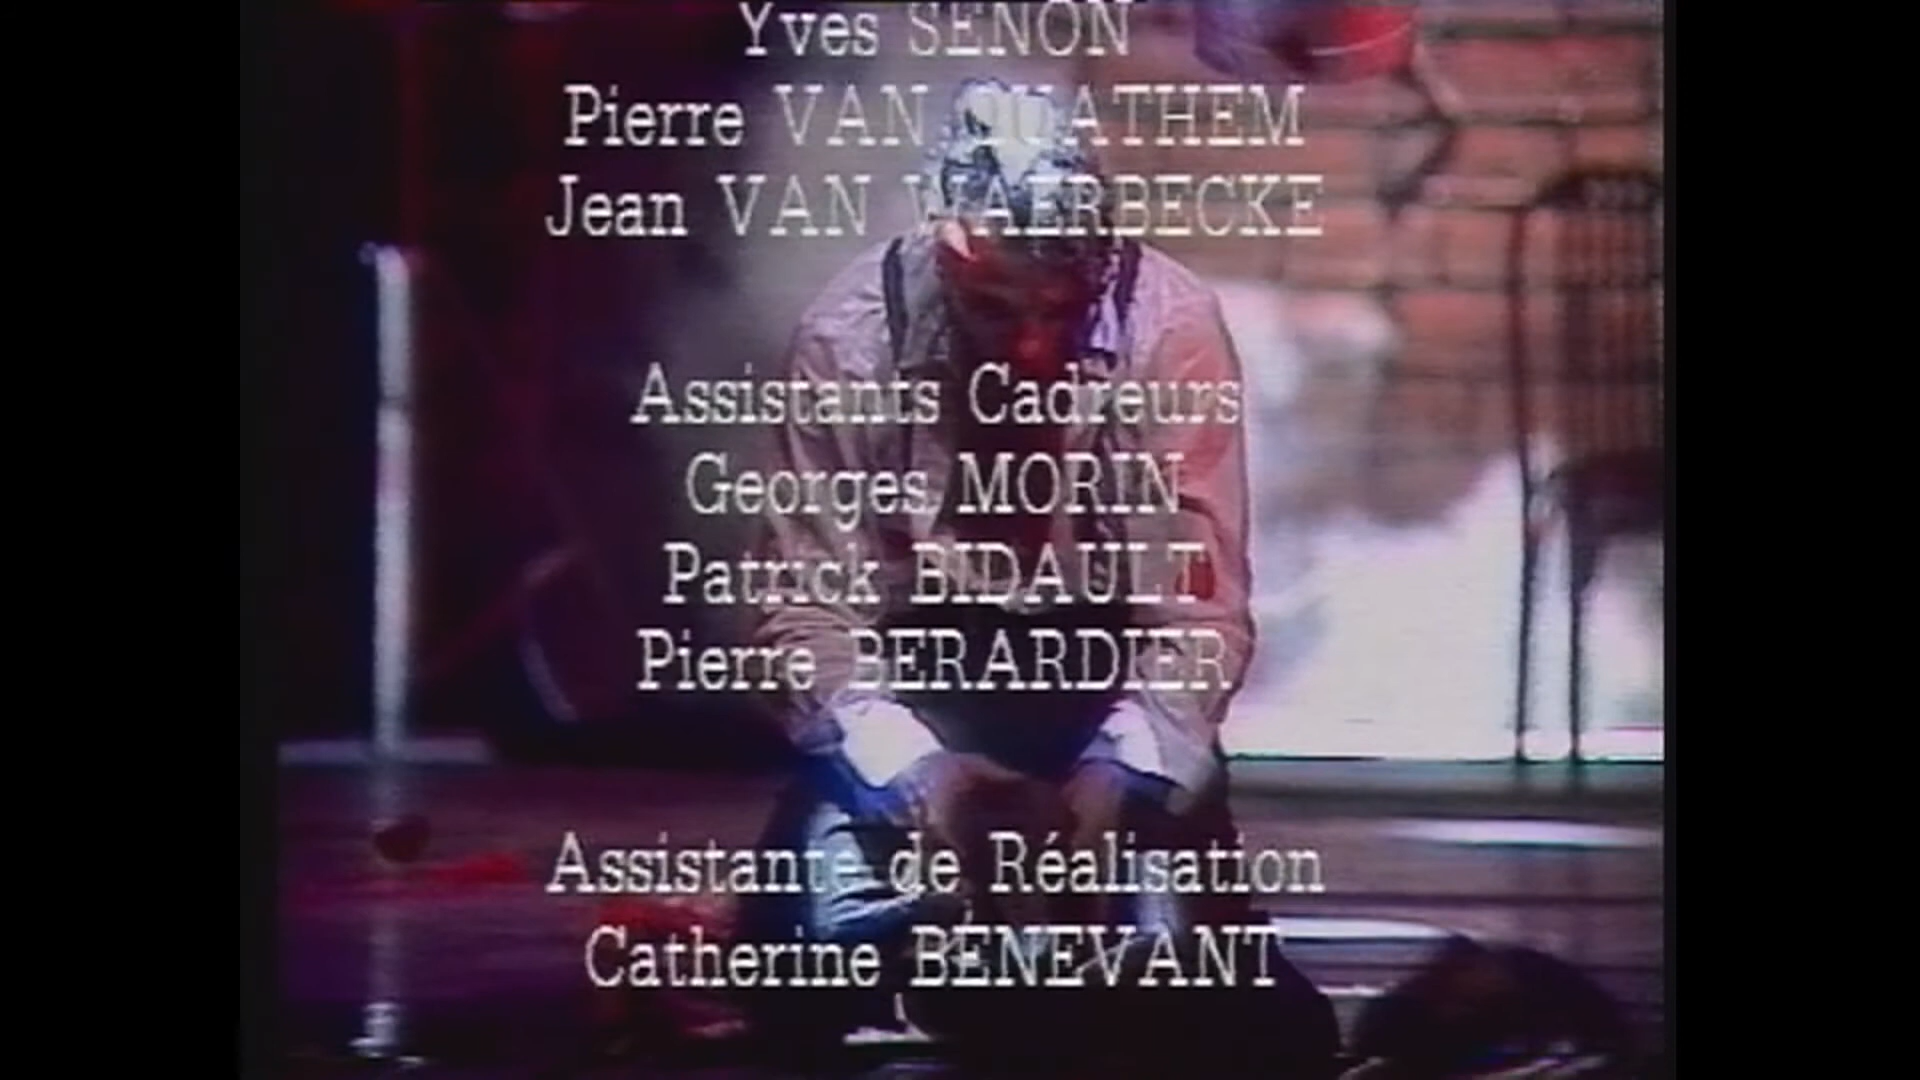 Yves SENON
Pierre VAN QUATHEM
Jean VAN WAERBECKE
Assistants Cadreurs
Georges MORIN
Patrick BIDAULT
Pierre BERARDIER
Assistante de Réalisation
Catherine BENEVANT